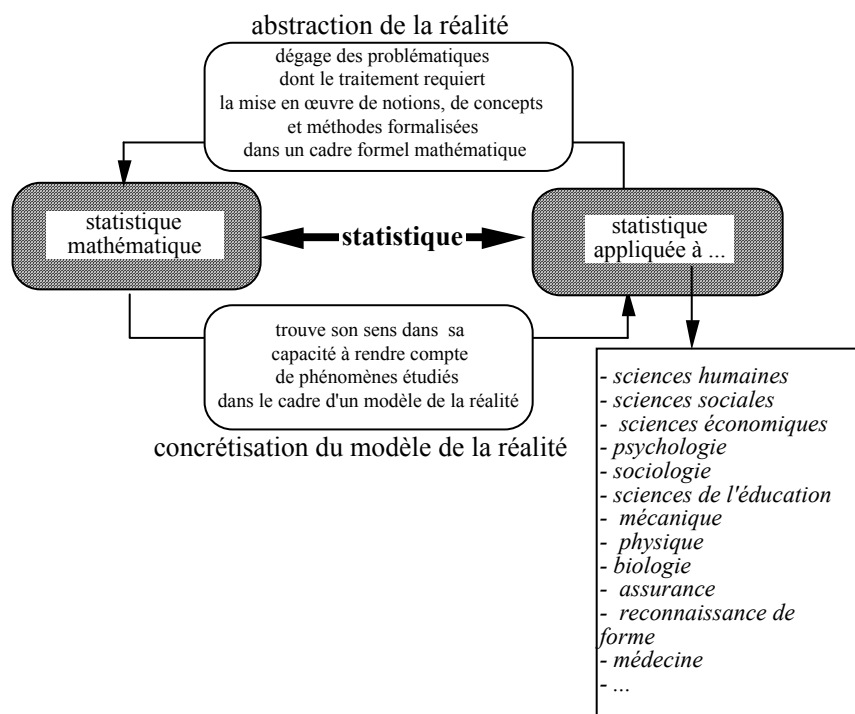 abstraction de la réalité
dégage des problématiques
dont le traitement requiert
la mise en œuvre de notions, de concepts
et méthodes formalisées
dans un cadre formel mathématique
statistique
mathématique
statistique
statistique
appliquée à ...
trouve son sens dans sa
capacité à rendre compte
de phénomènes étudiés
dans le cadre d'un modèle de la réalité
concrétisation du modèle de la réalité
- sciences humaines
- sciences sociales
- sciences économiques
- psychologie
- sociologie
- sciences de l'éducation
- mécanique
- physique
- biologie
- assurance
- reconnaissance de
forme
- médecine
- ...